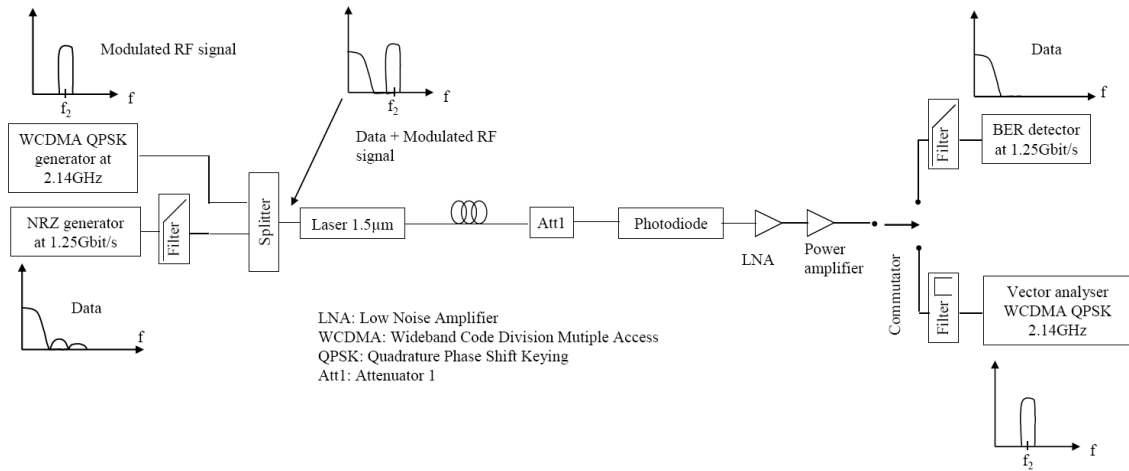 Modulated RF signal
f
f2
WCDMA QPSK
generator at
2.14GHz
NRZ generator
at 1.25Gbit/s
Filter
Data
f
Splitter
f
f2
Data + Modulated RF
signal
Laser 1.5µm
Att1
Photodiode
LNA
Power
amplifier
Commutator
LNA: Low Noise Amplifier
WCDMA: Wideband Code Division Mutiple Access
QPSK: Quadrature Phase Shift Keying
Att1: Attenuator 1
Data
f
Filter
BER detector
at 1.25Gbit/s
Filter
Vector analyser
WCDMA QPSK
2.14GHz
f
f2